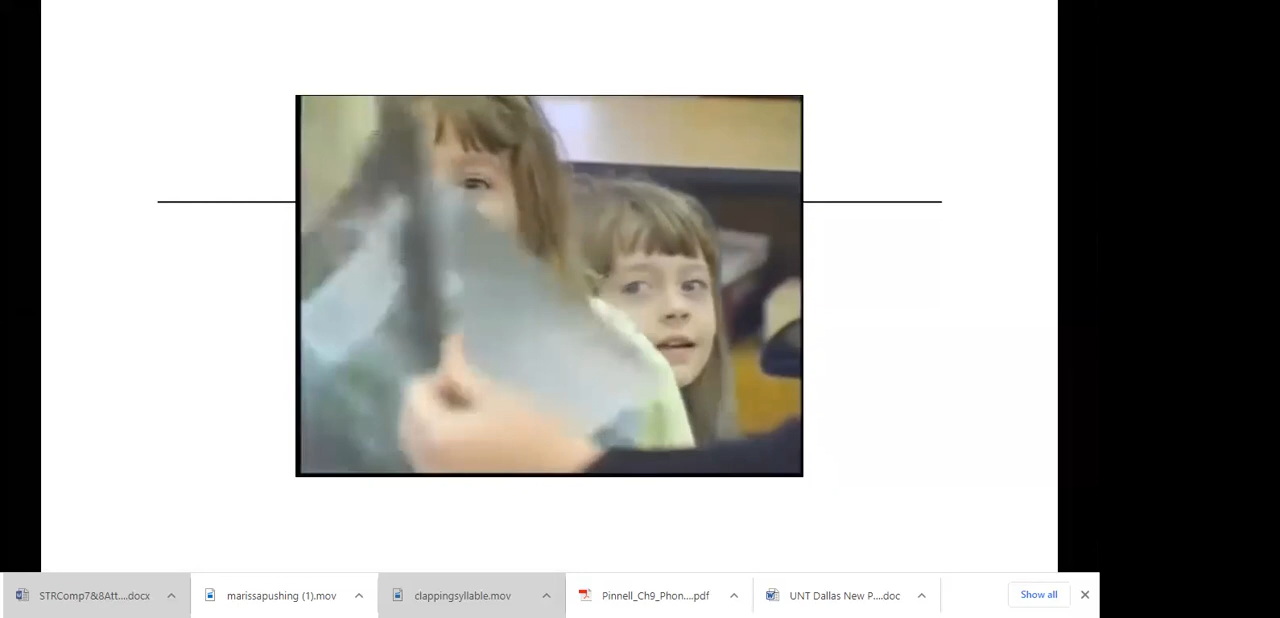 STRComp7&8Att....docx
marissapushing (1).mov
clappingsyllable.mov
Pinnell_Ch9_Phon....pdf
UNT Dallas New P....doc
Show all